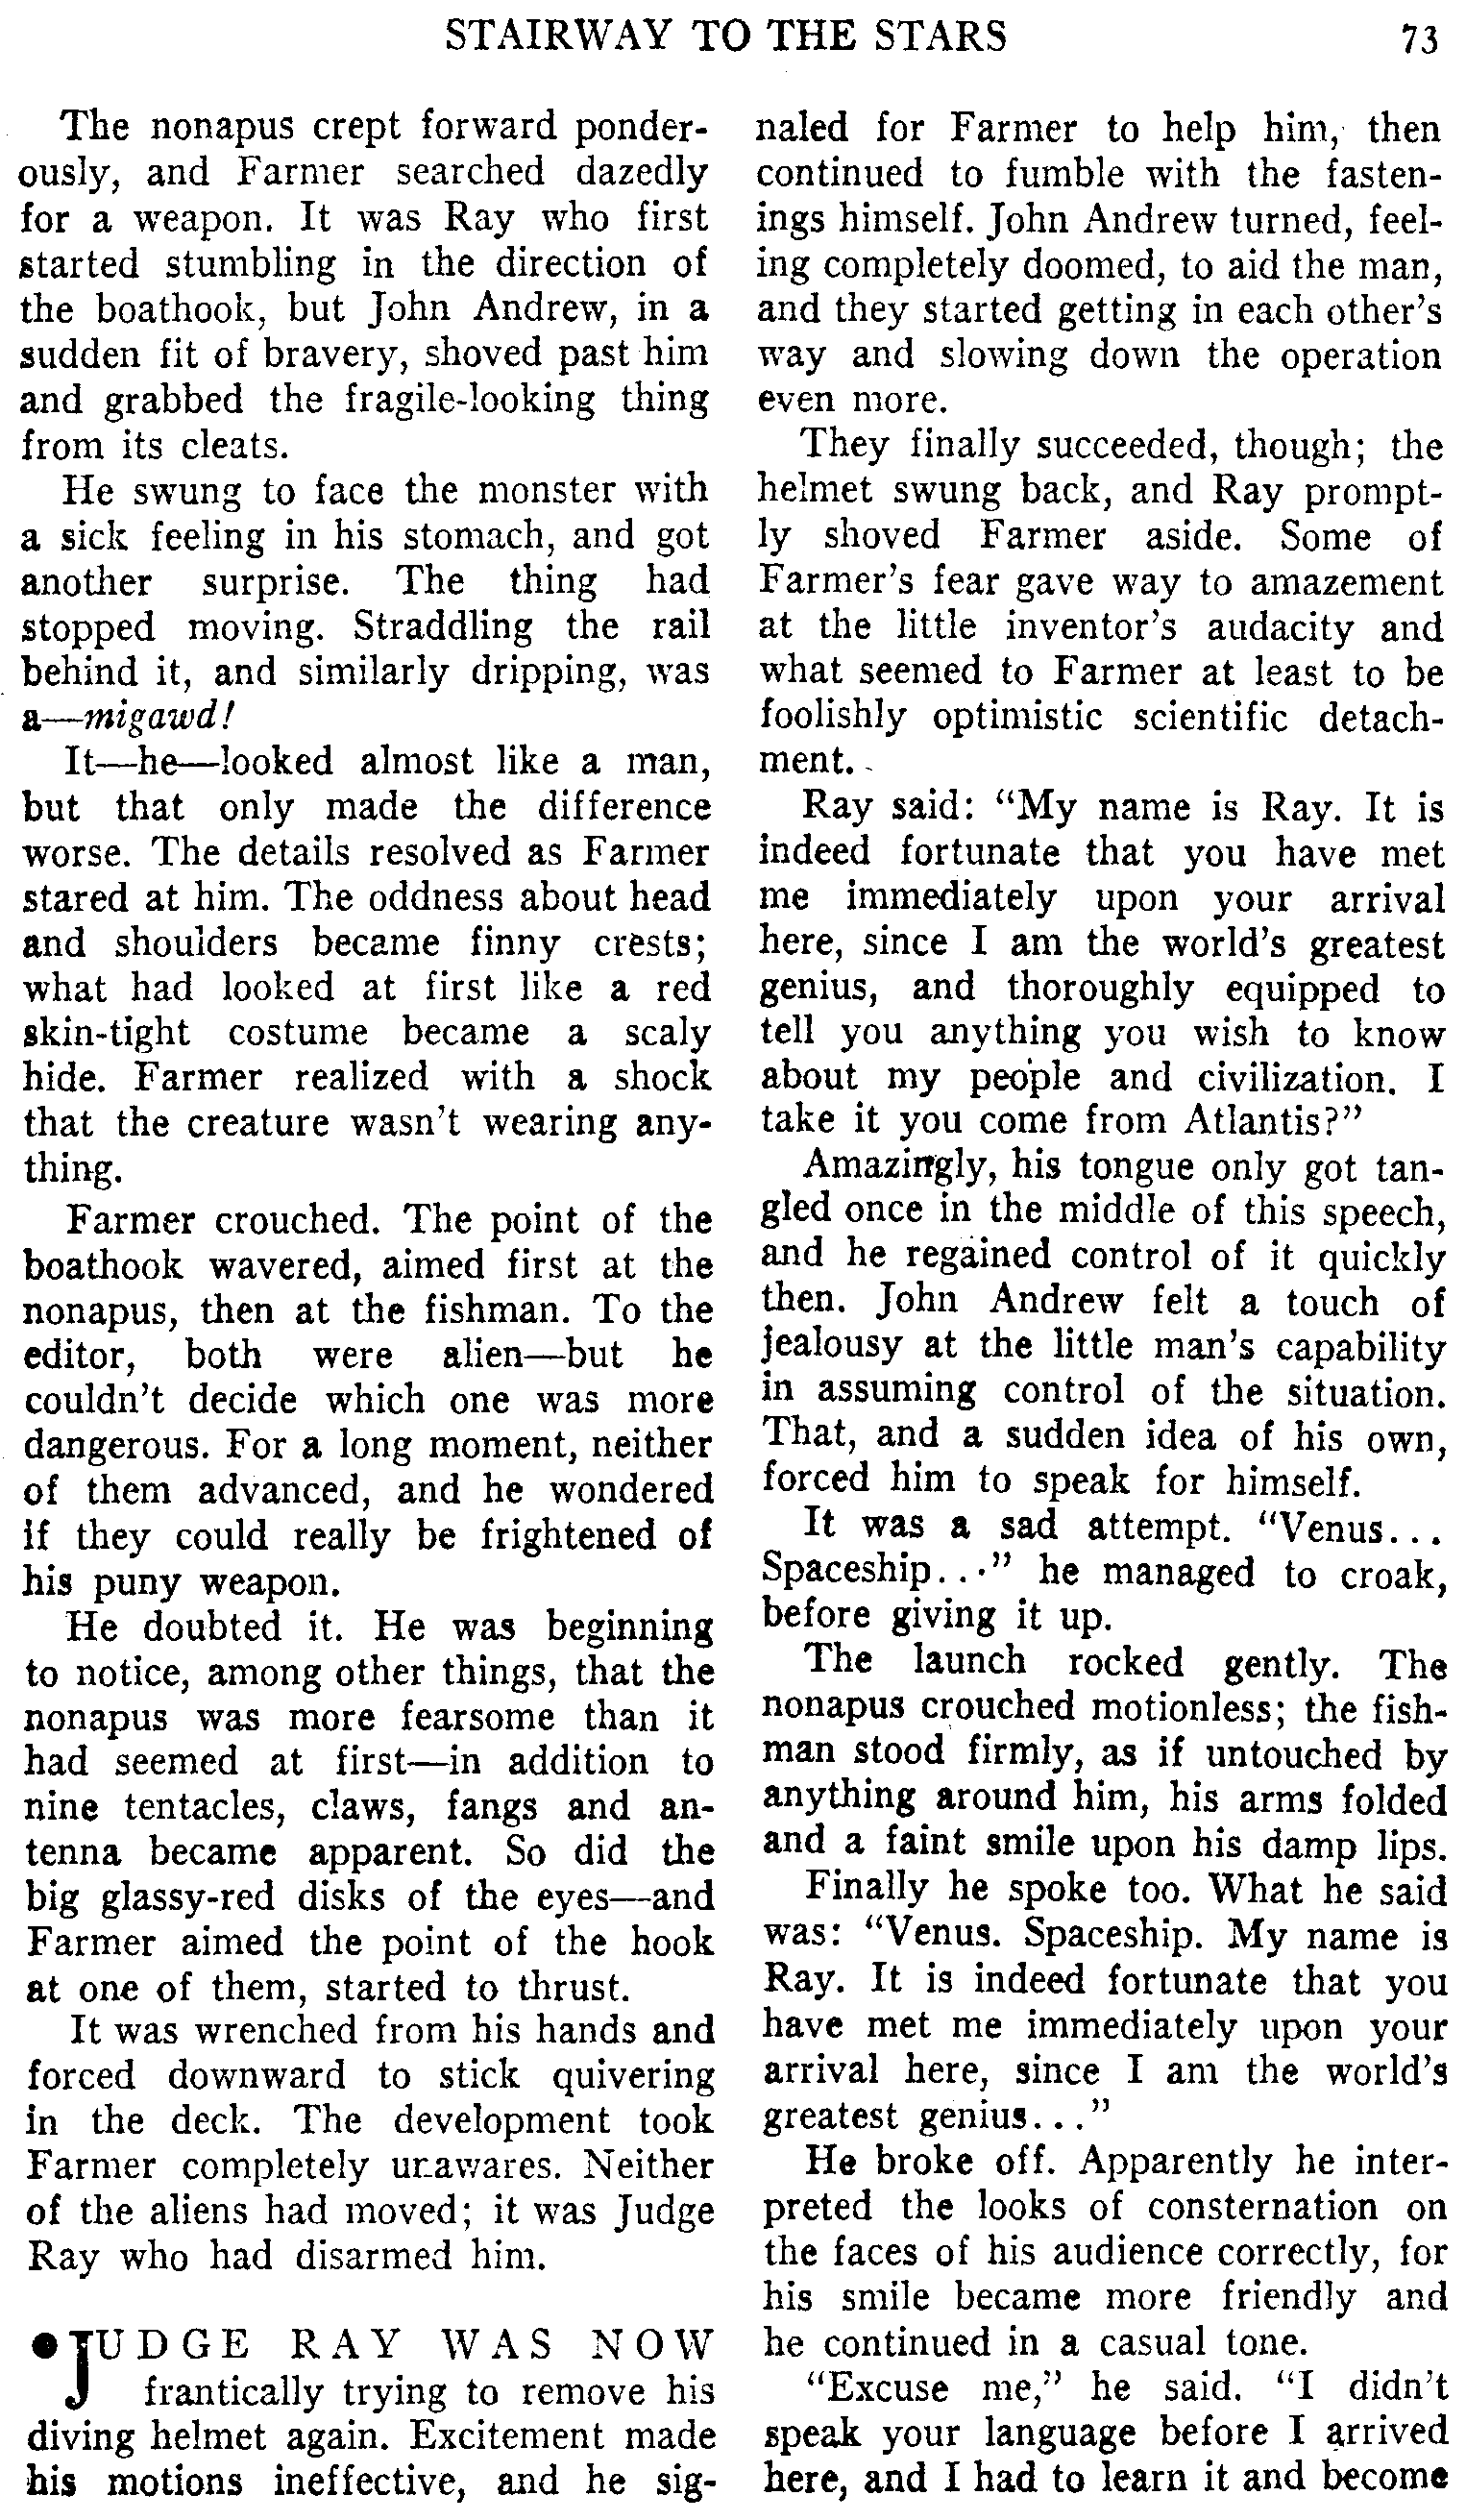 STAIRWAY TO THE STARS 73
The nonapus crept forward ponder-
ously, and Farmer searched dazedly
for a weapon. It was Ray who first
started stumbling in the direction of
the boathook, but John Andrew, in a
sudden fit of bravery, shoved past him
and grabbed the fragile-looking thing
from its cleats.
He swung to face the monster with
a sick feeling in his stomach, and got
another surprise. The thing had
stopped moving. Straddling the rail
behind it, and similarly dripping, was
a—migawd!
It—he—looked almost like a man,
but that only made the difference
worse. The details resolved as Farmer
stared at him. The oddness about head
and shoulders became finny crests;
what had looked at first like a red
skin-tight costume became a scaly
hide. Farmer realized with a shock
that the creature wasn't wearing any-
thing.
Farmer crouched. The point of the
boathook wavered, aimed first at the
nonapus, then at the fishman. To the
editor, both were alien—but he
couldn't decide which one was more
dangerous. For a long moment, neither
of them advanced, and he wondered
if they could really be frightened of
his puny weapon.
He doubted it. He was beginning
to notice, among other things, that the
nonapus was more fearsome than it
had seemed at first—in addition to
nine tentacles, claws, fangs and an-
tenna became apparent. So did the
big glassy-red disks of the eyes—and
Farmer aimed the point of the hook
at one of them, started to thrust.
It was wrenched from his hands and
forced downward to stick quivering
in the deck. The development took
Farmer completely unawares. Neither
of the aliens had moved; it was Judge
Ray who had disarmed him.
● JUDGE RAY WAS NOW
frantically trying to remove his
diving helmet again. Excitement made
his motions ineffective, and he sig-
naled for Farmer to help him, then
continued to fumble with the fasten-
ings himself. John Andrew turned, feel-
ing completely doomed, to aid the man,
and they started getting in each other's
way and slowing down the operation
even more.
They finally succeeded, though; the
helmet swung back, and Ray prompt-
ly shoved Farmer aside. Some of
Farmer's fear gave way to amazement
at the little inventor's audacity and
what seemed to Farmer at least to be
foolishly optimistic scientific detach-
ment.
Ray said: "My name is Ray. It is
indeed fortunate that you have met
me immediately upon your arrival
here, since I am the world's greatest
genius, and thoroughly equipped to
tell you anything you wish to know
about my people and civilization. I
take it you come from Atlantis?"
Amazingly, his tongue only got tan-
gled once in the middle of this speech,
and he regained control of it quickly
then. John Andrew felt a touch of
jealousy at the little man's capability
in assuming control of the situation.
That, and a sudden idea of his own,
forced him to speak for himself.
It was a sad attempt. "Venus...
Spaceship..." he managed to croak,
before giving it up.
The launch rocked gently. The
nonapus crouched motionless; the fish-
man stood firmly, as if untouched by
anything around him, his arms folded
and a faint smile upon his damp lips.
Finally he spoke too. What he said
was: "Venus. Spaceship. My name is
Ray. It is indeed fortunate that you
have met me immediately upon your
arrival here, since I am the world's
greatest genius..."
He broke off. Apparently he inter-
preted the looks of consternation on
the faces of his audience correctly, for
his smile became more friendly and
he continued in a casual tone.
"Excuse me," he said. "I didn't
speak your language before I arrived
here, and I had to learn it and become